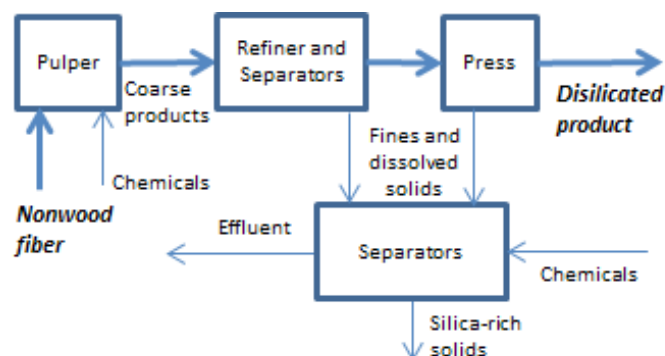 Pulper
Refiner and
Separators
Press
Coarse
products
Disilicated
product
Chemicals
Fines and
dissolved
solids
Nonwood
fiber
Effluent
Separators
Chemicals
Silica-rich
solids